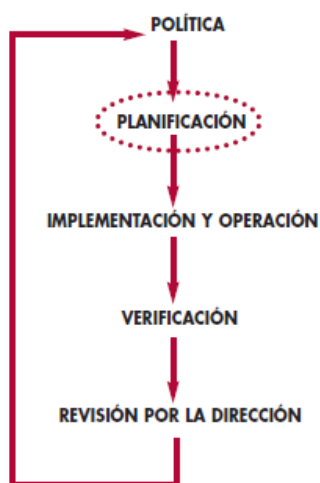 POLÍTICA
PLANIFICACIÓN
IMPLEMENTACIÓN Y OPERACIÓN
VERIFICACIÓN
REVISIÓN POR LA DIRECCIÓN